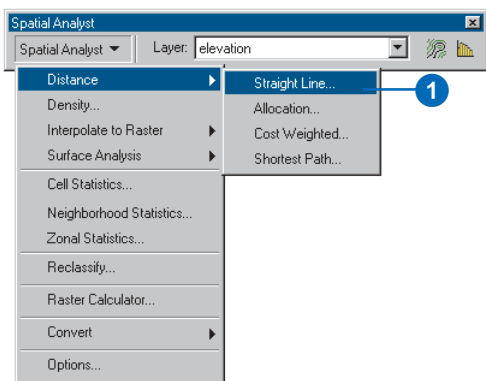 Spatial Analyst
Spatial Analyst Layer: elevation
Distance
Density...
Interpolate to Raster
Surface Analysis
Cell Statistics...
Neighborhood Statistics...
Zonal Statistics...
Reclassify...
Raster Calculator...
Convert
Options...
Straight Line...
Allocation...
Cost Weighted...
Shortest Path...
1